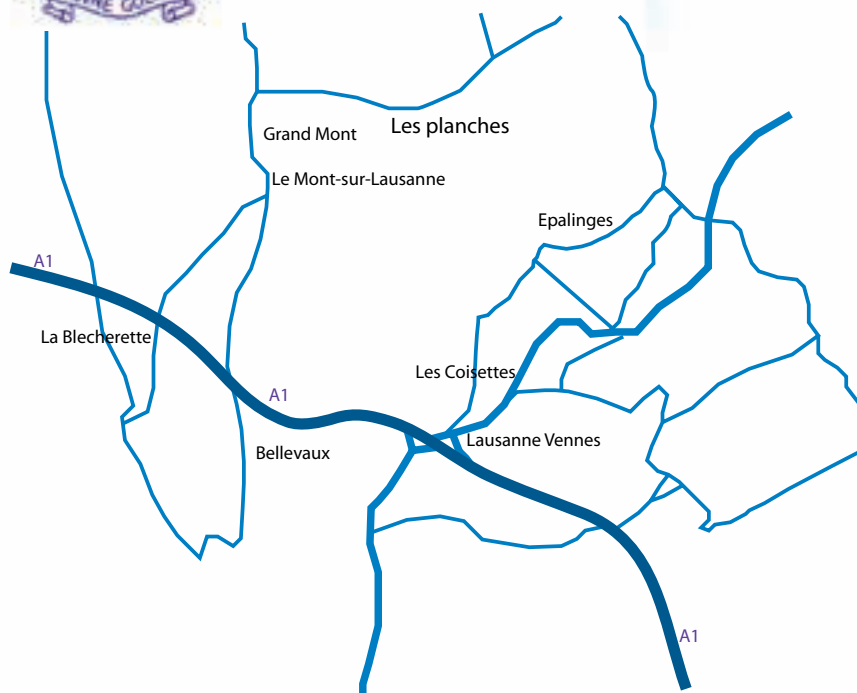 Grand Mont
Les planches
Le Mont-sur-Lausanne
Epalinges
A1
La Blecherette
Les Coisettes
A1
Bellevaux
Lausanne Vennes
A1